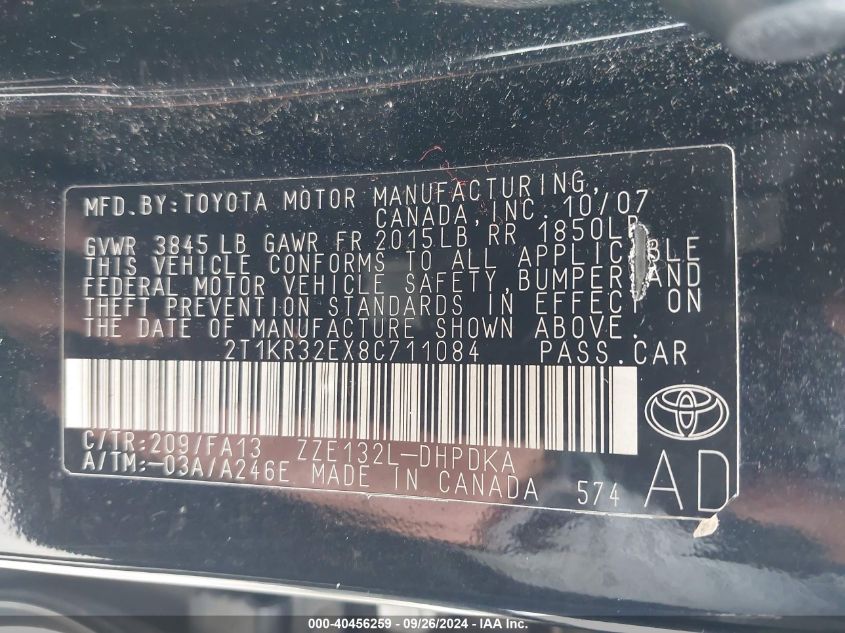 MFD.BY:TOYOTA MOTOR MANUFACTURING,
CANADA,INC. 10/07
GVWR 3845 LB GAWR FR 2015LB RR 1850LB
THIS VEHICLE CONFORMS TO ALL APPLICABLE
FEDERAL MOTOR VEHICLE SAFETY,BUMPER AND
THEFT PREVENTION STANDARDS IN EFFECT ON
THE DATE OF MANUFACTURE SHOWN ABOVE.
2T1KR32EX8C711084 PASS.CAR
C/TR:209/FA13 ZZE132L-DHPDKA
A/TM:-03A/A246E MADE IN CANADA 574
AD
000-40456259 - 09/26/2024 - IAA Inc.